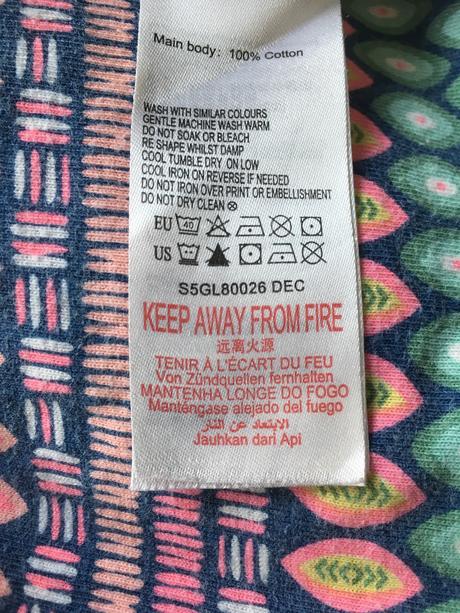 Main body: 100% Cotton
WASH WITH SIMILAR COLOURS
GENTLE MACHINE WASH WARM
DO NOT SOAK OR BLEACH
RE SHAPE WHILST DAMP
COOL TUMBLE DRY ON LOW
COOL IRON ON REVERSE IF NEEDED
DO NOT IRON OVER PRINT OR EMBELLISHMENT
DO NOT DRY CLEAN
EU 40
US
S5GL80026 DEC
KEEP AWAY FROM FIRE
远离火源
TENIR À L'ÉCART DU FEU
Von Zündquellen fernhalten
MANTENHA LONGE DO FOGO
Manténgase alejado del fuego
الابتعاد عن النار
Jauhkan dari Api